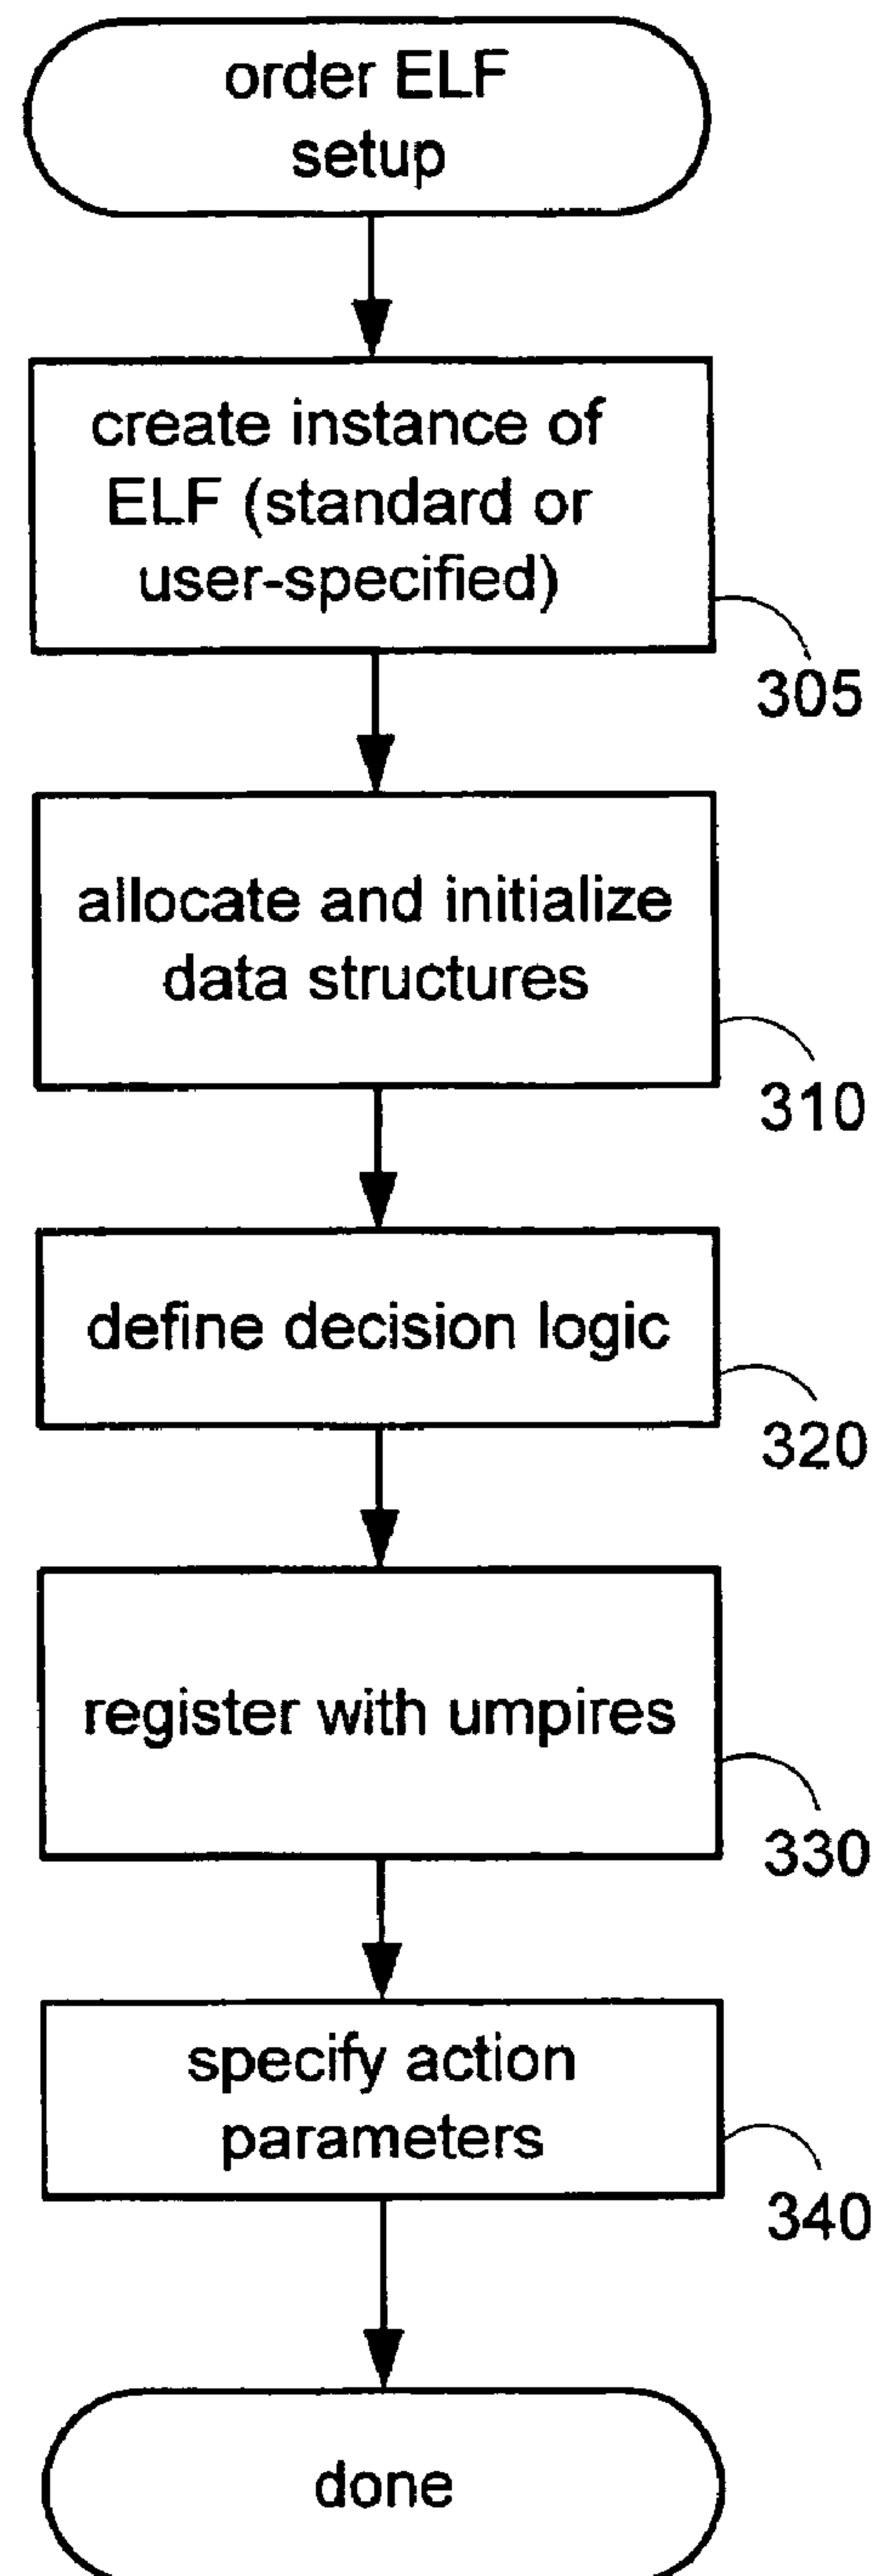 order ELF
setup
create instance of
ELF (standard or
user-specified)
305
allocate and initialize
data structures
310
define decision logic
320
register with umpires
330
specify action
parameters
340
done